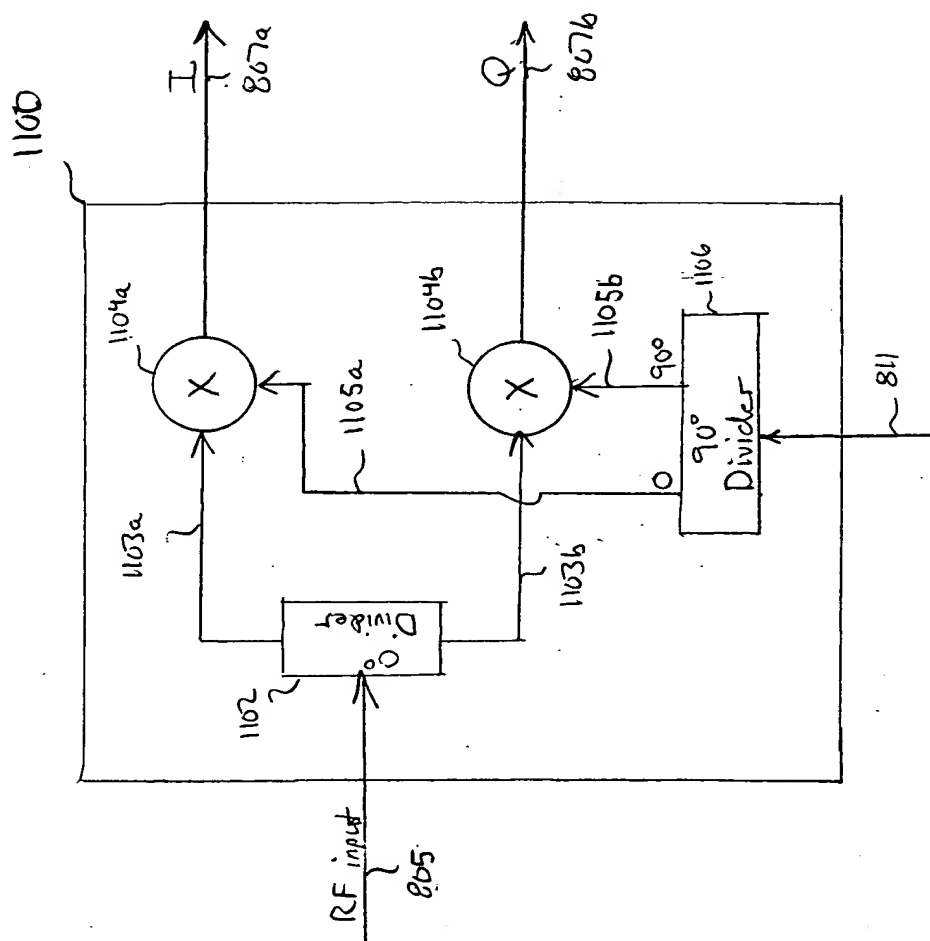 1100
I
807a
Q
807b
1104a
X
1104b
X
1105a
1105b
1106
90°
0
90°
Divider
811
1103a
1103b
Divider
0°
1102
RF input
805